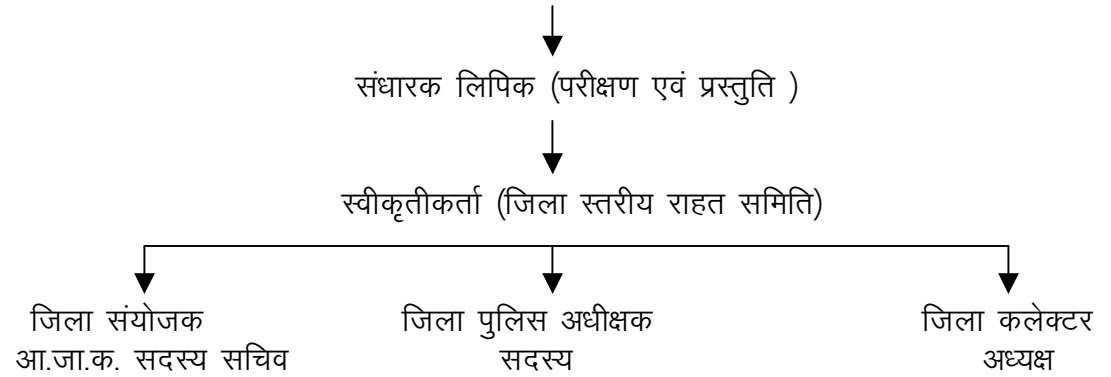 संधारक लिपिक (परीक्षण एवं प्रस्तुति )
स्वीकृतीकर्ता (जिला स्तरीय राहत समिति)
जिला संयोजक जिला पुलिस अधीक्षक जिला कलेक्टर
आ.जा.क. सदस्य सचिव सदस्य अध्यक्ष